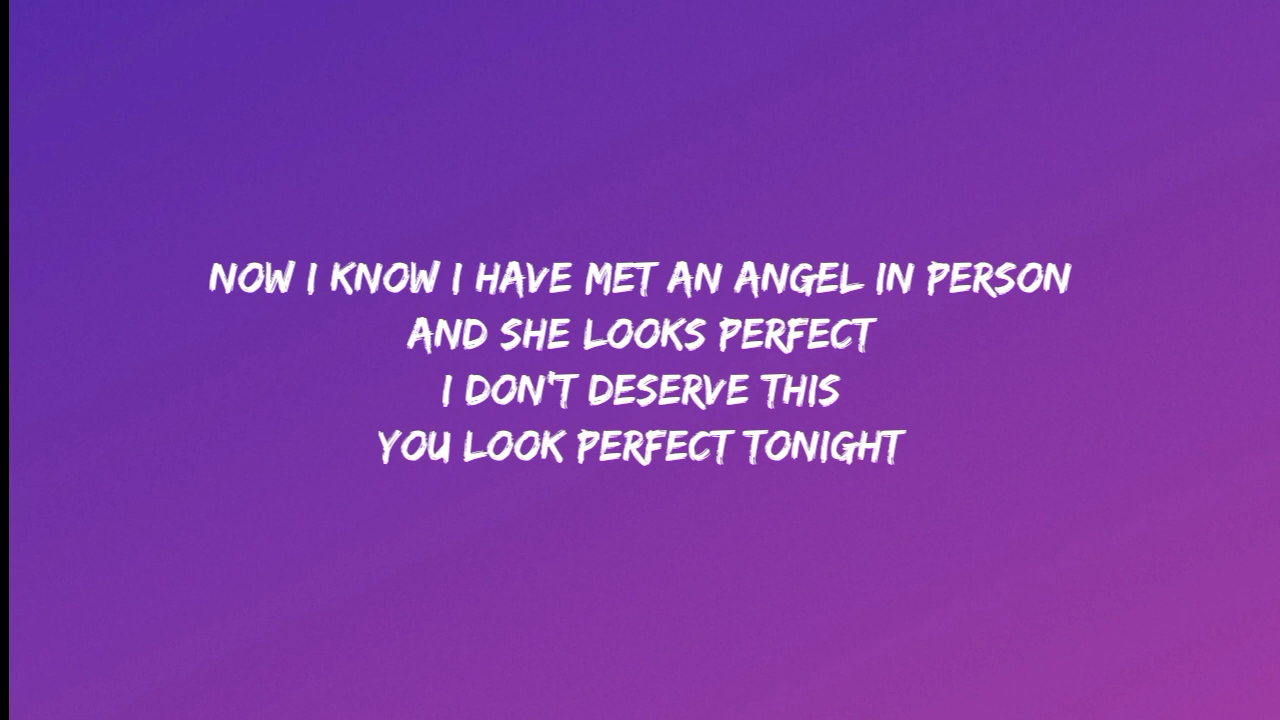 NOW I KNOW I HAVE MET AN ANGEL IN PERSON
AND SHE LOOKS PERFECT
I DON'T DESERVE THIS
YOU LOOK PERFECT TONIGHT